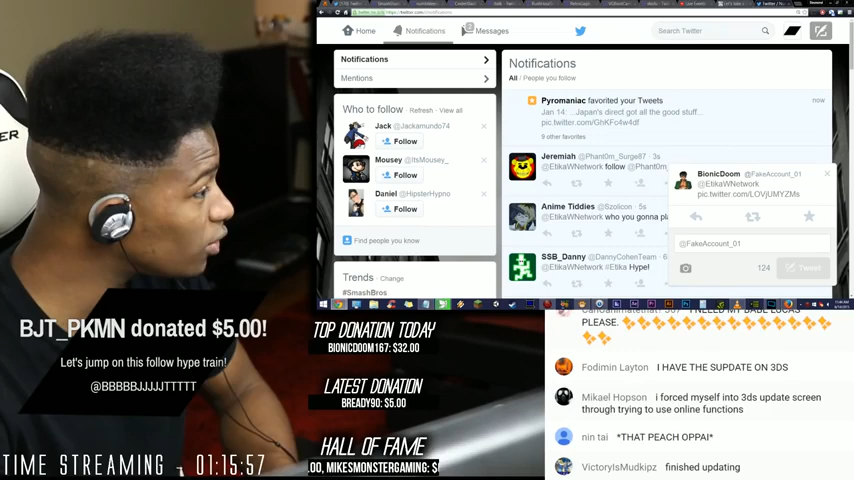 Home
Notifications
2
Messages
Search Twitter
Notifications
Mentions
Who to follow · Refresh · View all
Jack @Jackamundo74
Follow
Mousey @ItsMousey_
Follow
Daniel @HipsterHypno
Follow
Find people you know
Trends · Change
#SmashBros
Notifications
All / People you follow
Pyromaniac favorited your Tweets
now
Jan 14: ...Japan's direct got all the good stuff...
pic.twitter.com/GhKFo4w4df
9 other favorites
Jeremiah @Phant0m_Surge87 · 3s
@EtikaWNetwork follow @Phant0m
Anime Tiddies @Szolicon · 5s
@EtikaWNetwork who you gonna pl
SSB_Danny @DannyCohenTeam · 6
@EtikaWNetwork #Etika Hype!
BionicDoom @FakeAccount_01
@EtikaWNetwork
pic.twitter.com/LOVjUMYZMs
@FakeAccount_01
124
Tweet
BJT_PKMN donated $5.00!
Let's jump on this follow hype train!
@BBBBBJJJJJTTTTT
TIME STREAMING - 01:15:57
TOP DONATION TODAY
BIONICDOOM167: $32.00
LATEST DONATION
BREADY90: $5.00
HALL OF FAME
.00, MIKESMONSTERGAMING: $
I NEEEJ MY BABE LUCAS
PLEASE.
Fodimin Layton I HAVE THE SUPDATE ON 3DS
Mikael Hopson i forced myself into 3ds update screen
through trying to use online functions
nin tai *THAT PEACH OPPAI*
VictoryIsMudkipz finished updating